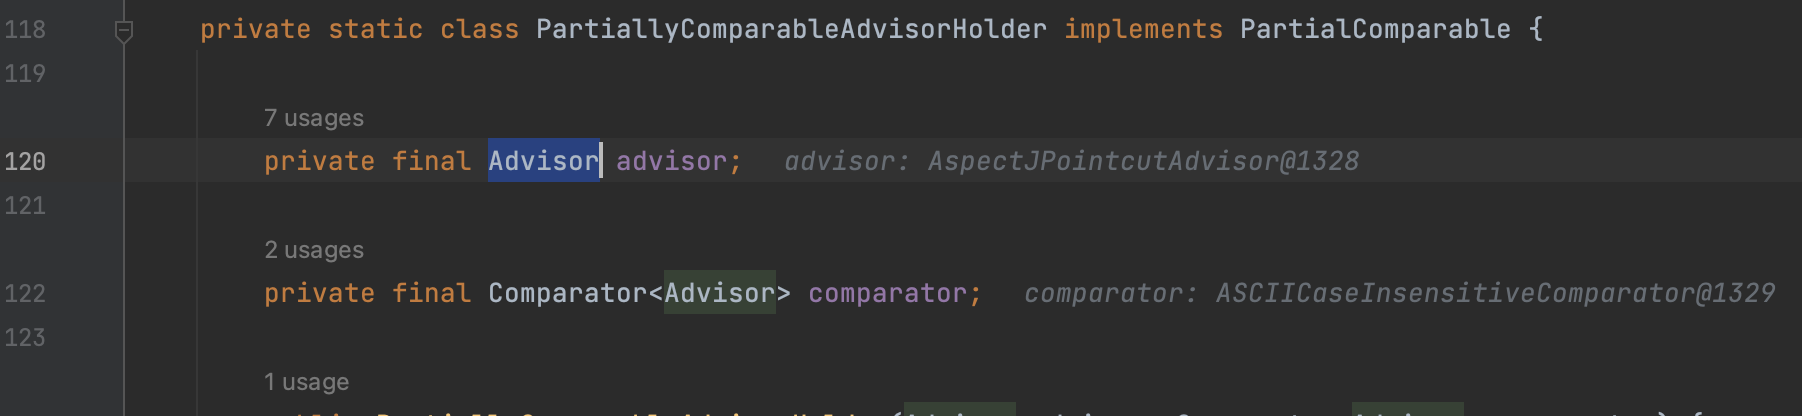 118 private static class PartiallyComparableAdvisorHolder implements PartialComparable {
119
7 usages
120 private final Advisor advisor; advisor: AspectJPointcutAdvisor@1328
121
2 usages
122 private final Comparator<Advisor> comparator; comparator: ASCIICaseInsensitiveComparator@1329
123
1 usage